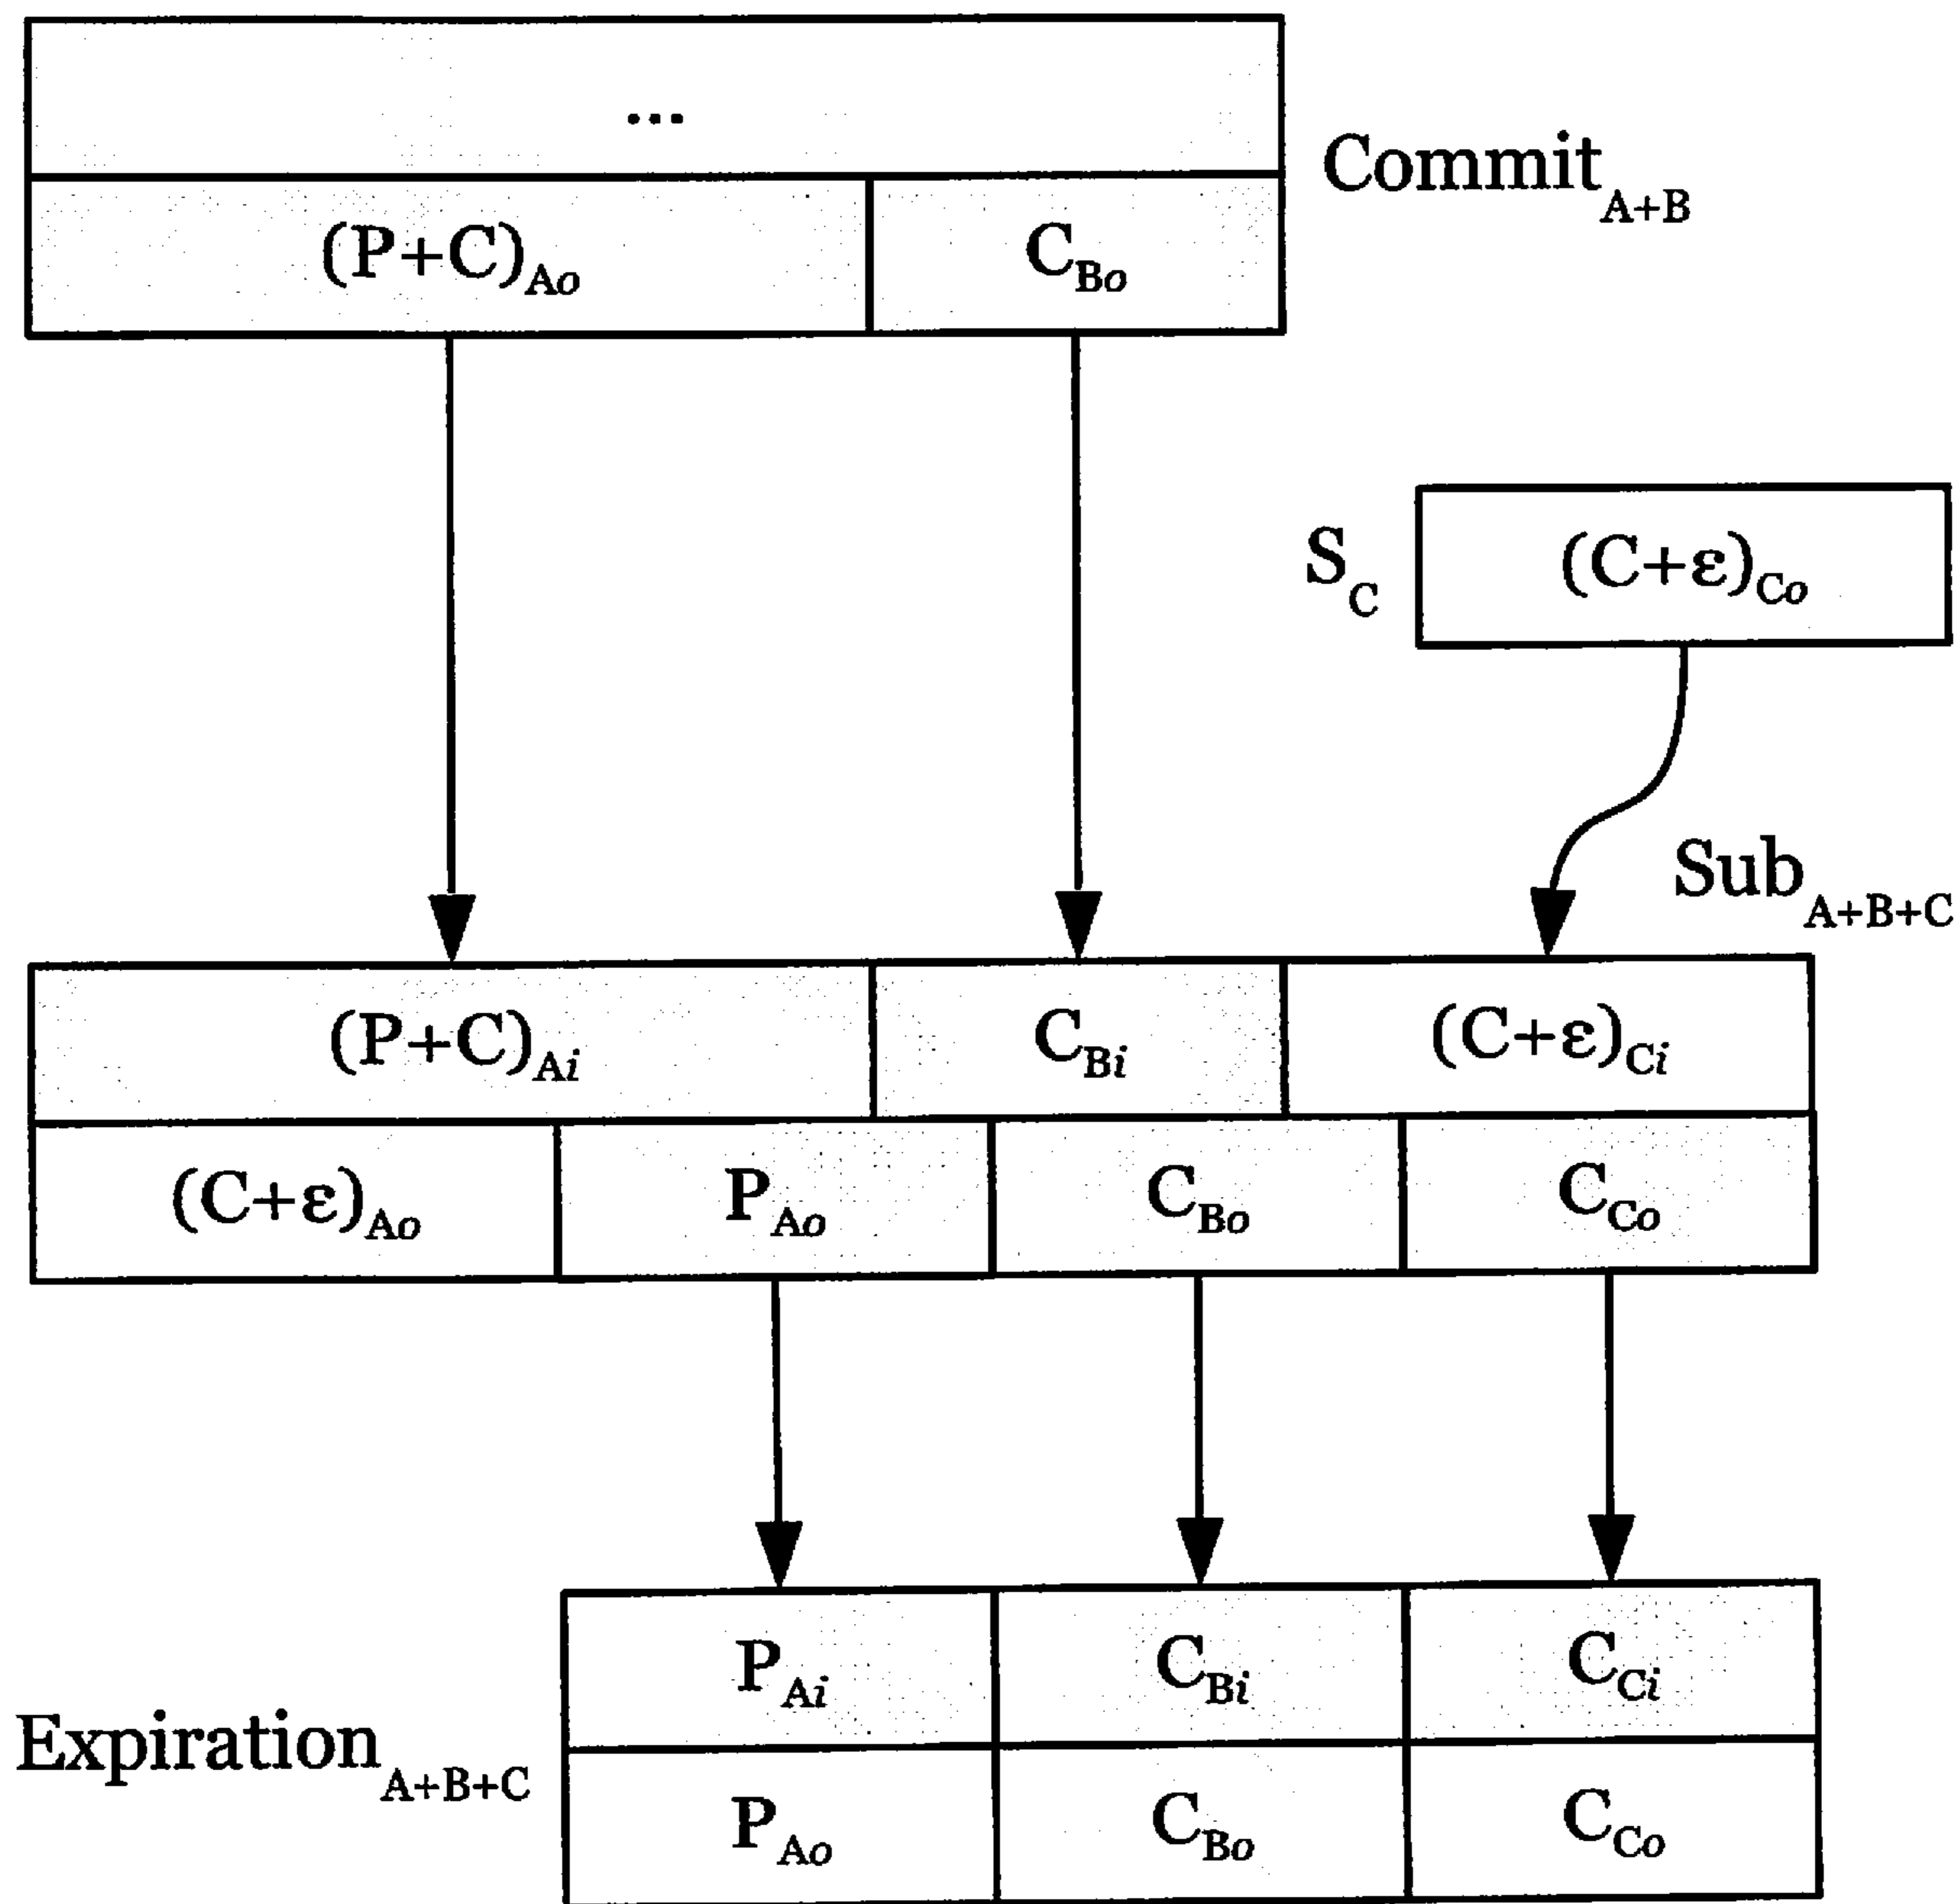 ...
Commit_A+B
(P+C)_Ao C_Bo
S_C (C+ε)_Co
Sub_A+B+C
(P+C)_Ai C_Bi (C+ε)_Ci
(C+ε)_Ao P_Ao C_Bo C_Co
P_Ai C_Bi C_Ci
Expiration_A+B+C
P_Ao C_Bo C_Co